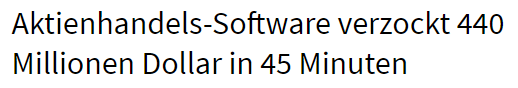 Aktienhandels-Software verzockt 440
Millionen Dollar in 45 Minuten